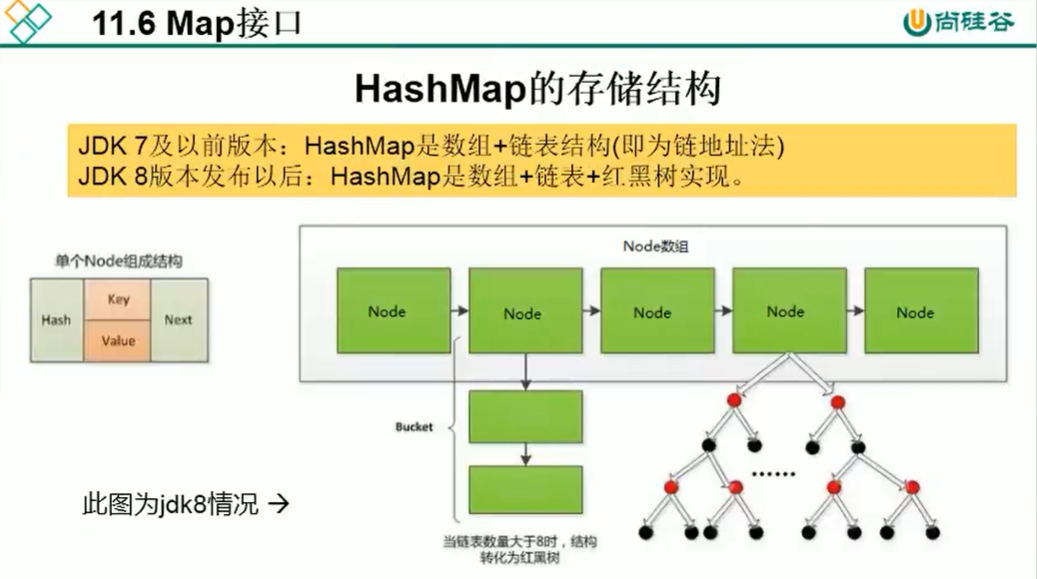 11.6 Map接口
尚硅谷
HashMap的存储结构
JDK 7及以前版本：HashMap是数组+链表结构(即为链地址法)
JDK 8版本发布以后：HashMap是数组+链表+红黑树实现。
单个Node组成结构
Hash
Key
Value
Next
Node数组
Node
Node
Node
Node
Node
Bucket
······
此图为jdk8情况 →
当链表数量大于8时，结构
转化为红黑树